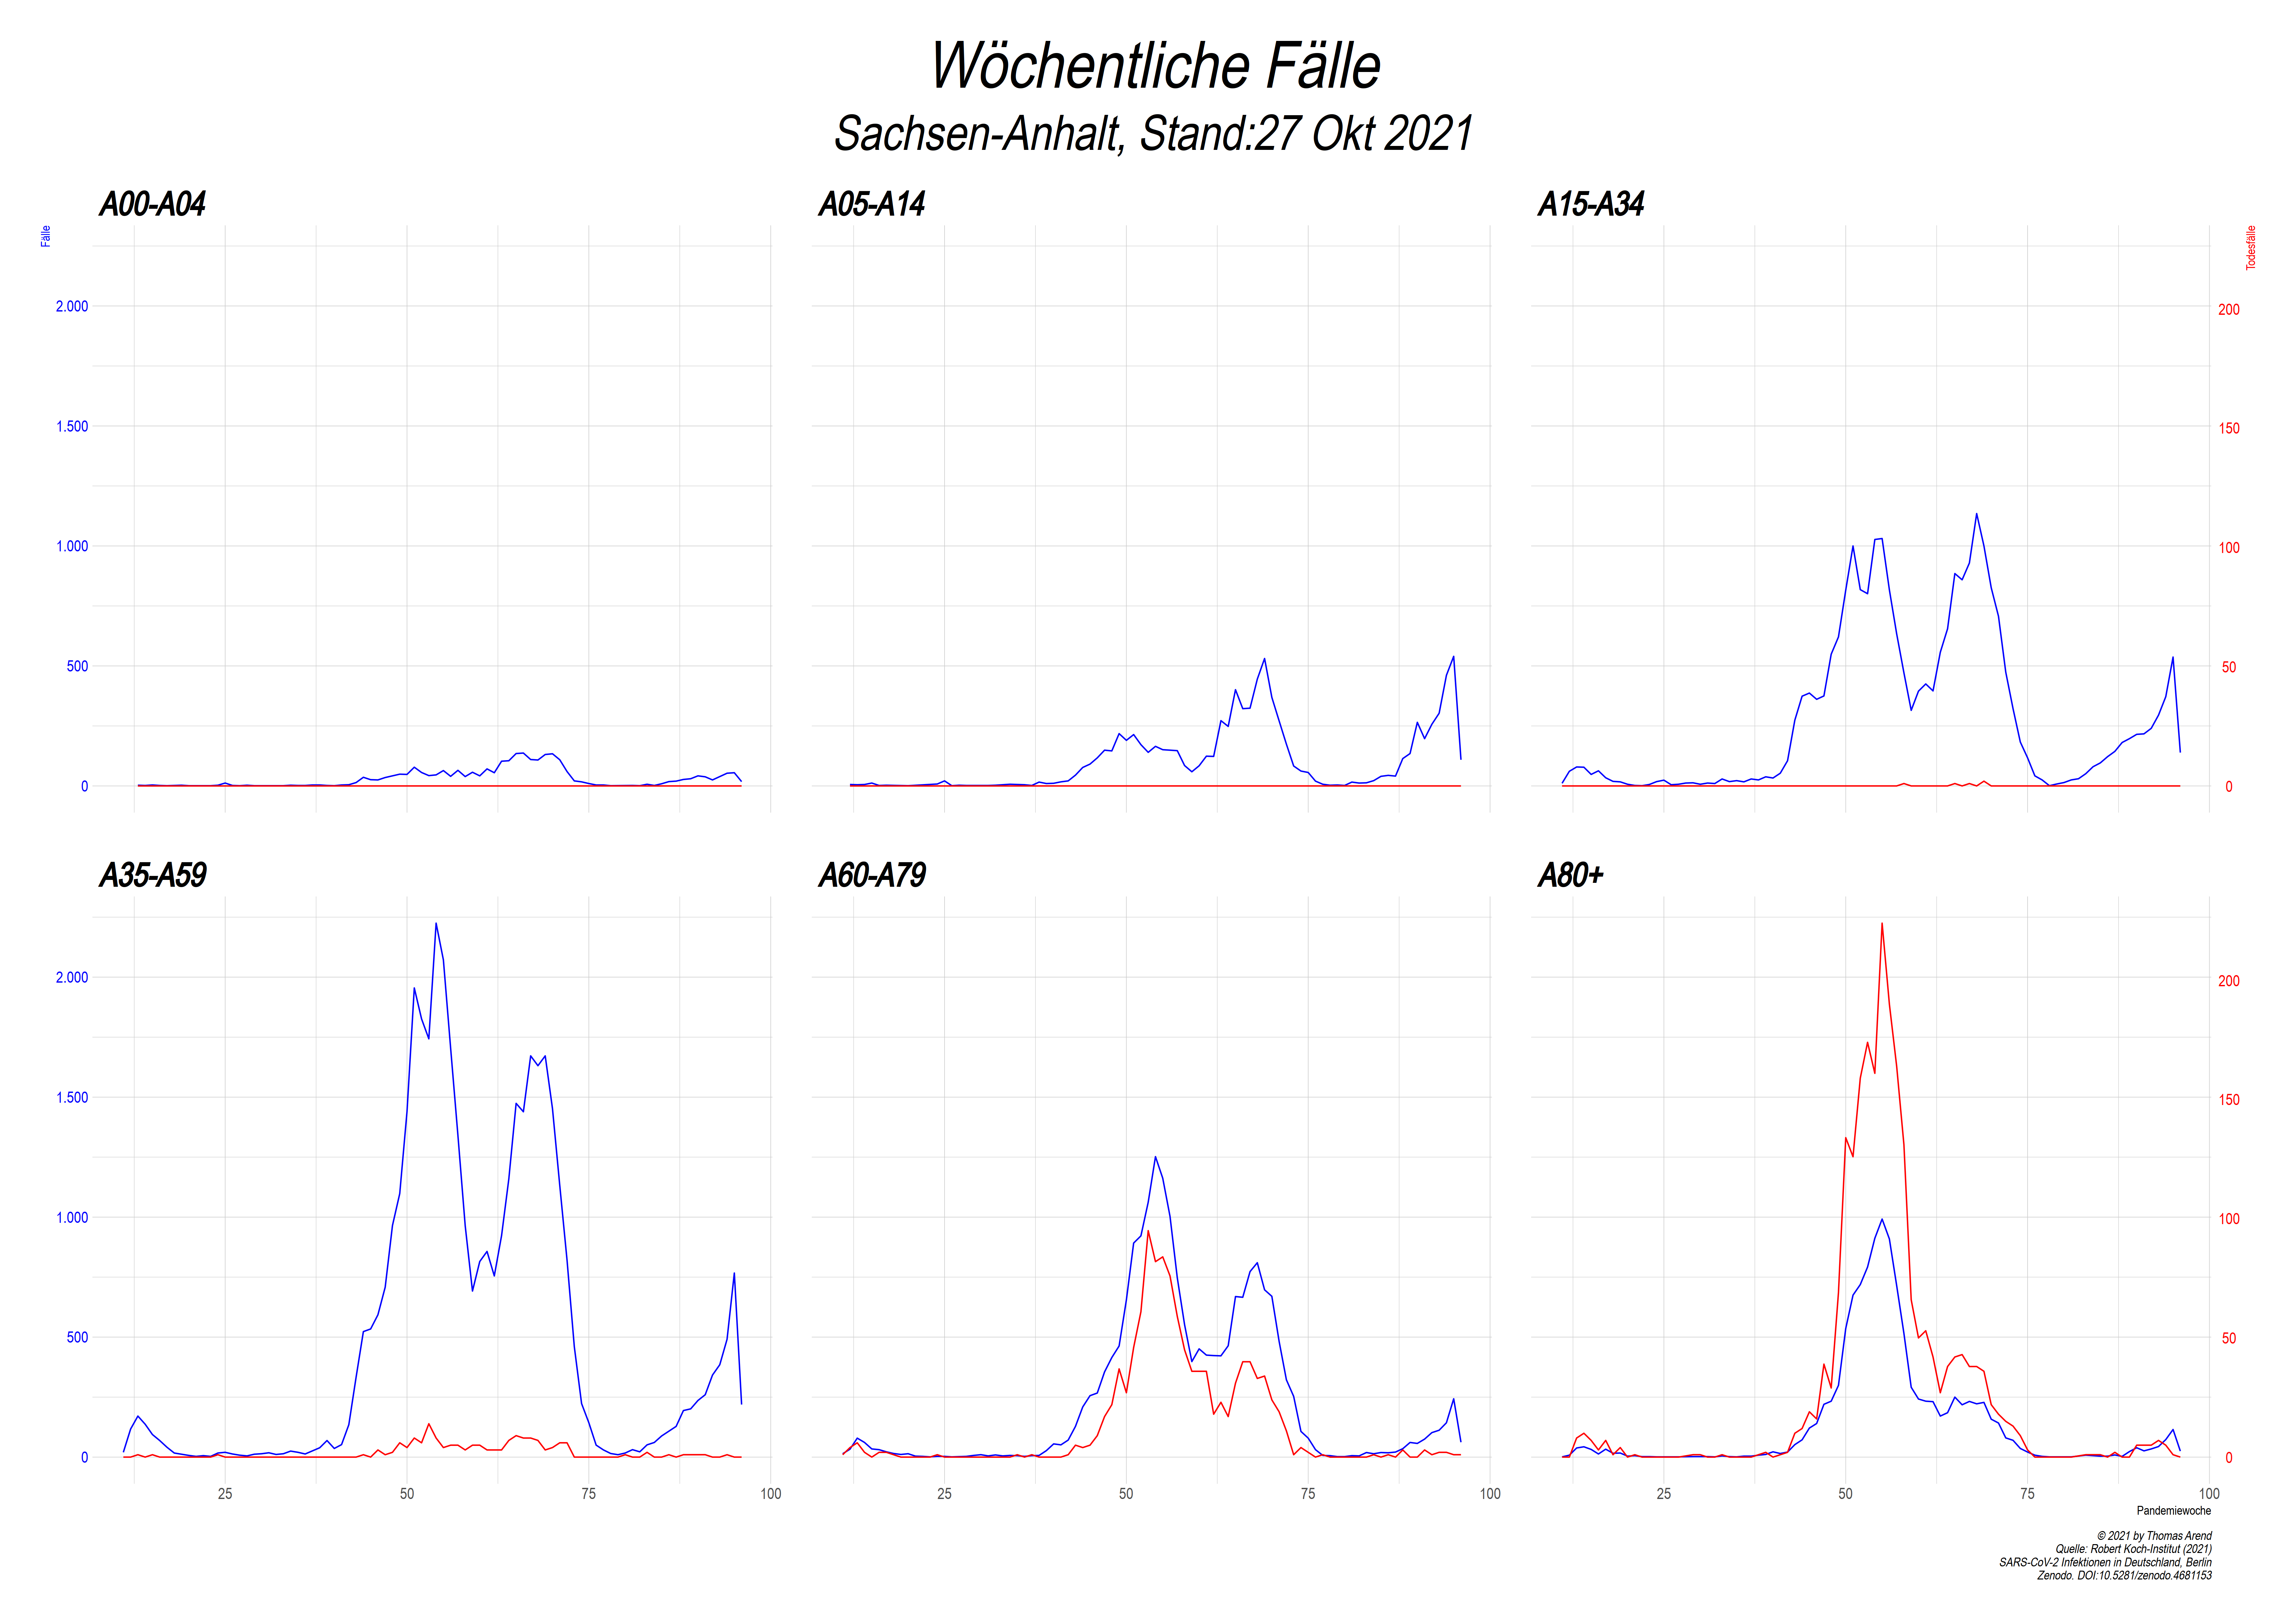 Wöchentliche Fälle
Sachsen-Anhalt, Stand:27 Okt 2021
A00-A04
A05-A14
A15-A34
Fälle
Todesfälle
2.000
1.500
1.000
500
0
200
150
100
50
0
A35-A59
A60-A79
A80+
2.000
1.500
1.000
500
0
200
150
100
50
0
25 50 75 100
25 50 75 100
25 50 75 100
Pandemiewoche
© 2021 by Thomas Arend
Quelle: Robert Koch-Institut (2021)
SARS-CoV-2 Infektionen in Deutschland, Berlin
Zenodo. DOI:10.5281/zenodo.4681153